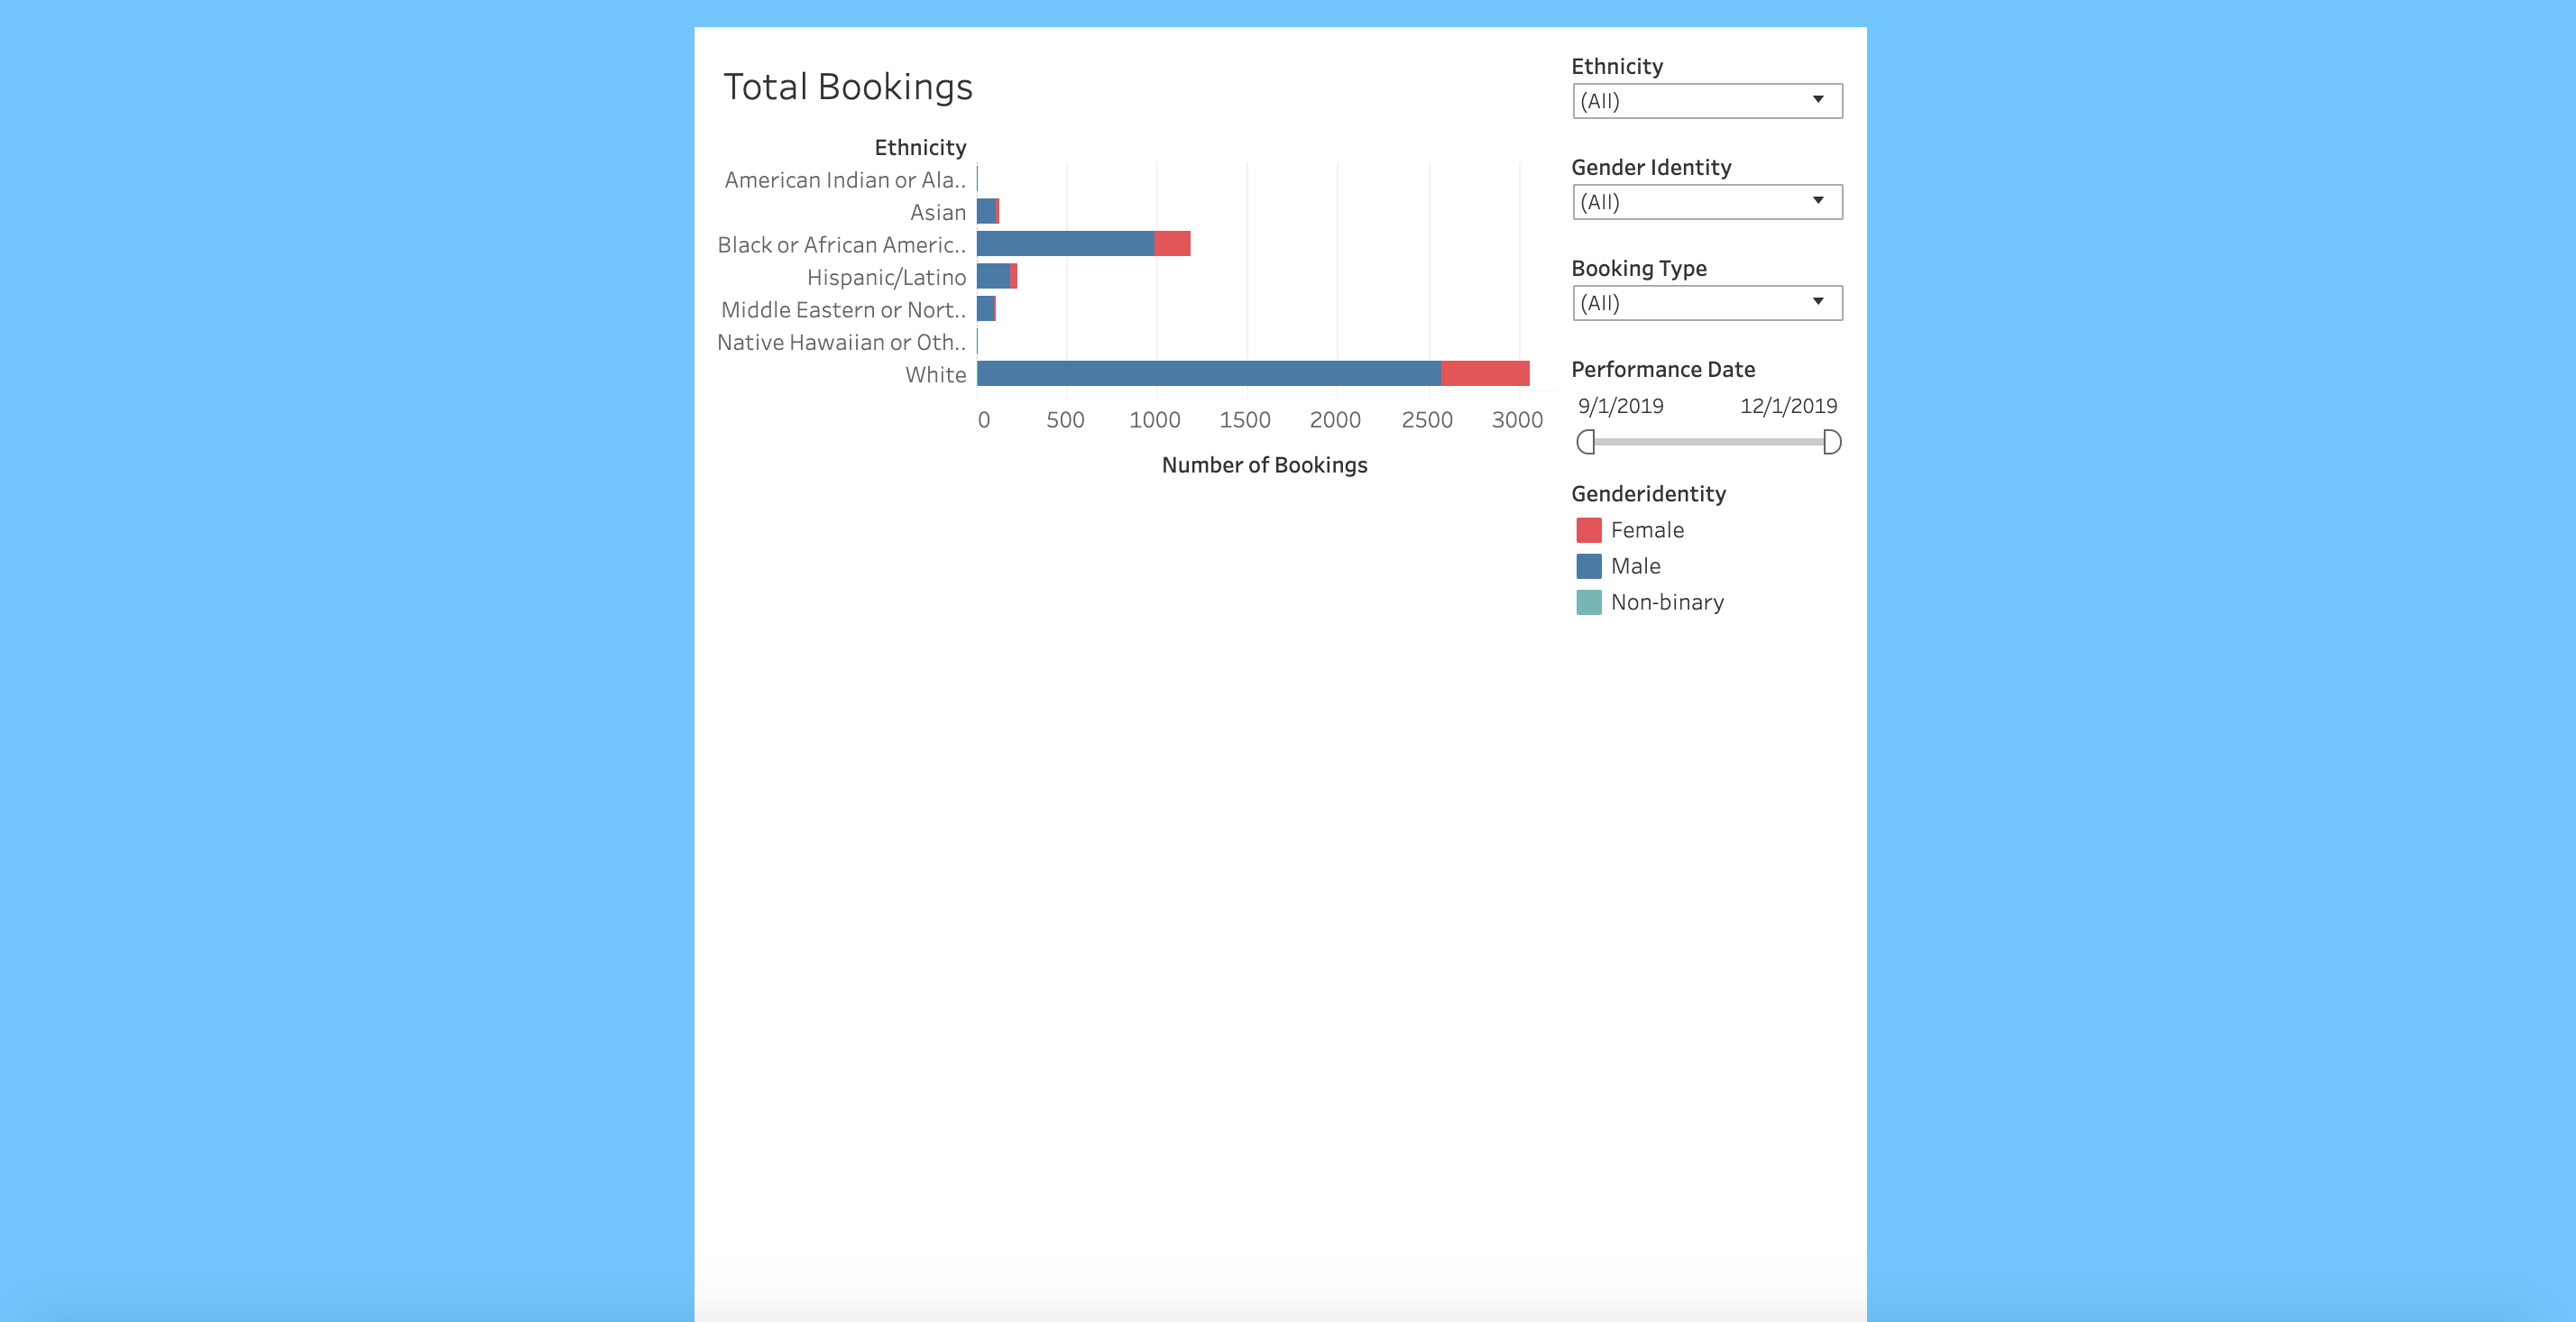 Total Bookings
Ethnicity
American Indian or Ala..
Asian
Black or African Americ..
Hispanic/Latino
Middle Eastern or Nort..
Native Hawaiian or Oth..
White
0 500 1000 1500 2000 2500 3000
Number of Bookings
Ethnicity
(All)
Gender Identity
(All)
Booking Type
(All)
Performance Date
9/1/2019 12/1/2019
Genderidentity
Female
Male
Non-binary